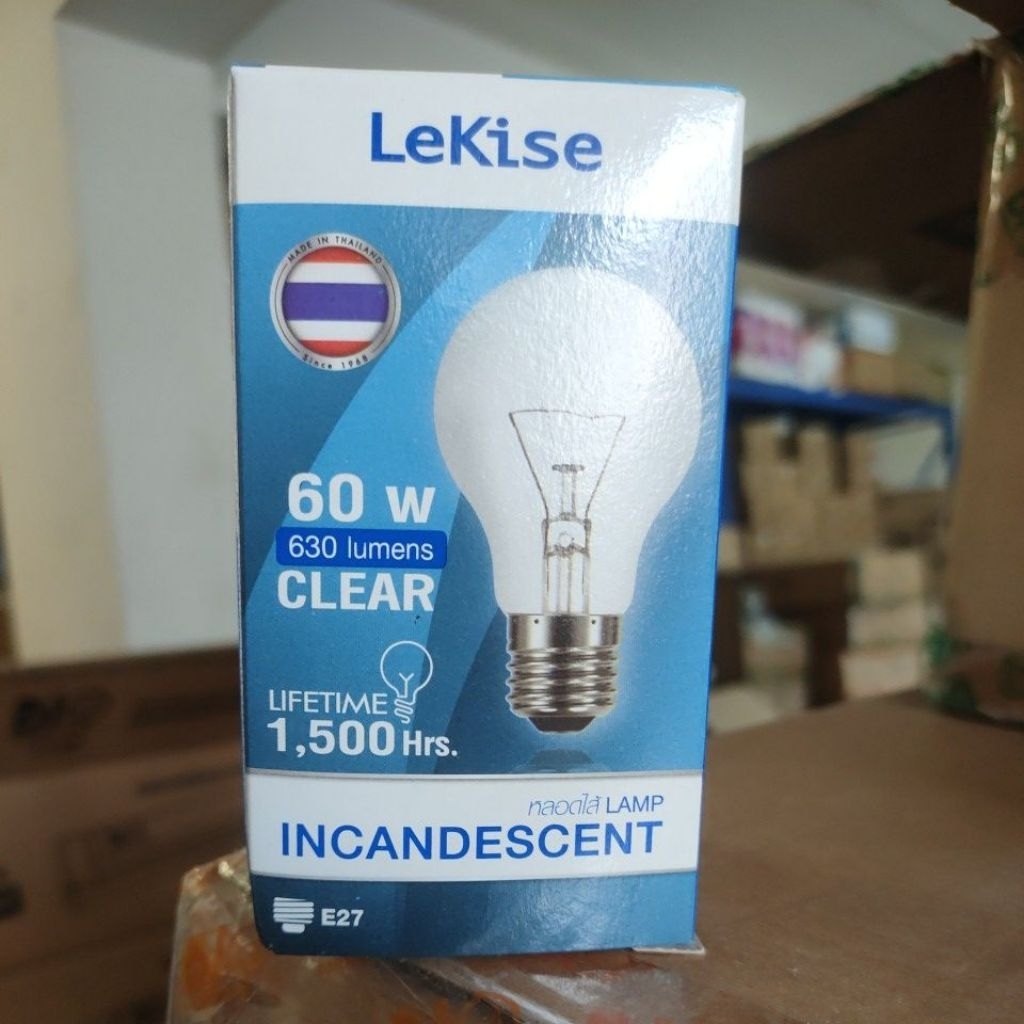 LeKise
MADE IN THAILAND
Since 1968
60 W
630 lumens
CLEAR
LIFETIME
1,500 Hrs.
หลอดไส้ LAMP
INCANDESCENT
E27